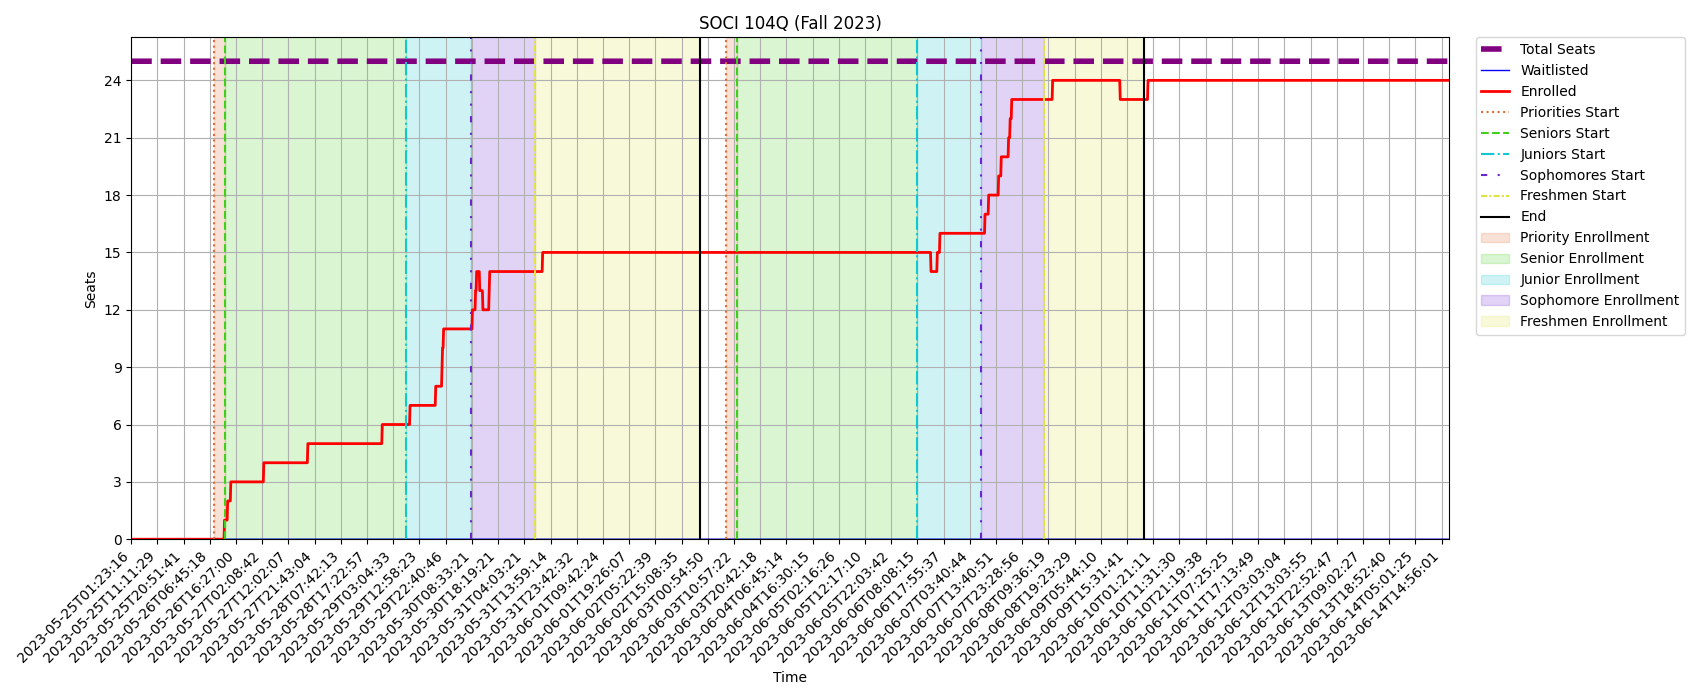 SOCI 104Q (Fall 2023)
Total Seats
Waitlisted
Enrolled
Priorities Start
Seniors Start
Juniors Start
Sophomores Start
Freshmen Start
End
Priority Enrollment
Senior Enrollment
Junior Enrollment
Sophomore Enrollment
Freshmen Enrollment
Seats
24
21
18
15
12
9
6
3
0
2023-05-25T01:23:16
2023-05-25T11:11:29
2023-05-25T20:51:41
2023-05-26T06:45:18
2023-05-26T16:27:00
2023-05-27T02:08:42
2023-05-27T12:02:07
2023-05-27T21:43:04
2023-05-28T07:42:13
2023-05-28T17:22:57
2023-05-29T03:04:33
2023-05-29T12:58:23
2023-05-29T22:40:46
2023-05-30T08:33:21
2023-05-30T18:19:21
2023-05-31T04:03:21
2023-05-31T13:59:14
2023-05-31T23:42:32
2023-06-01T09:42:24
2023-06-01T19:26:07
2023-06-02T05:22:39
2023-06-02T15:08:35
2023-06-03T00:54:50
2023-06-03T10:57:22
2023-06-03T20:42:18
2023-06-04T06:45:14
2023-06-04T16:30:15
2023-06-05T02:16:26
2023-06-05T12:17:10
2023-06-05T22:03:42
2023-06-06T08:08:15
2023-06-06T17:55:37
2023-06-07T03:40:44
2023-06-07T13:40:51
2023-06-07T23:28:56
2023-06-08T09:36:19
2023-06-08T19:23:29
2023-06-09T05:44:10
2023-06-09T15:31:41
2023-06-10T01:21:11
2023-06-10T11:31:30
2023-06-10T21:19:38
2023-06-11T07:25:25
2023-06-11T17:13:49
2023-06-12T03:03:04
2023-06-12T13:03:55
2023-06-12T22:52:47
2023-06-13T09:02:27
2023-06-13T18:52:40
2023-06-14T05:01:25
2023-06-14T14:56:01
Time